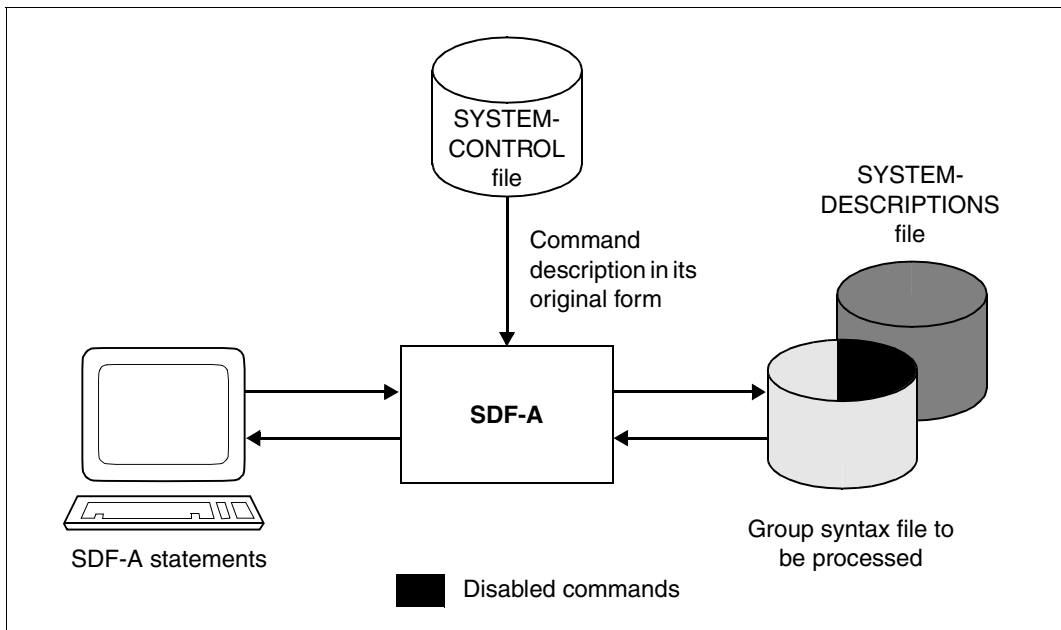 SYSTEM-
CONTROL
file
SYSTEM-
DESCRIPTIONS
file
Command
description in its
original form
SDF-A
SDF-A statements
Group syntax file to
be processed
Disabled commands